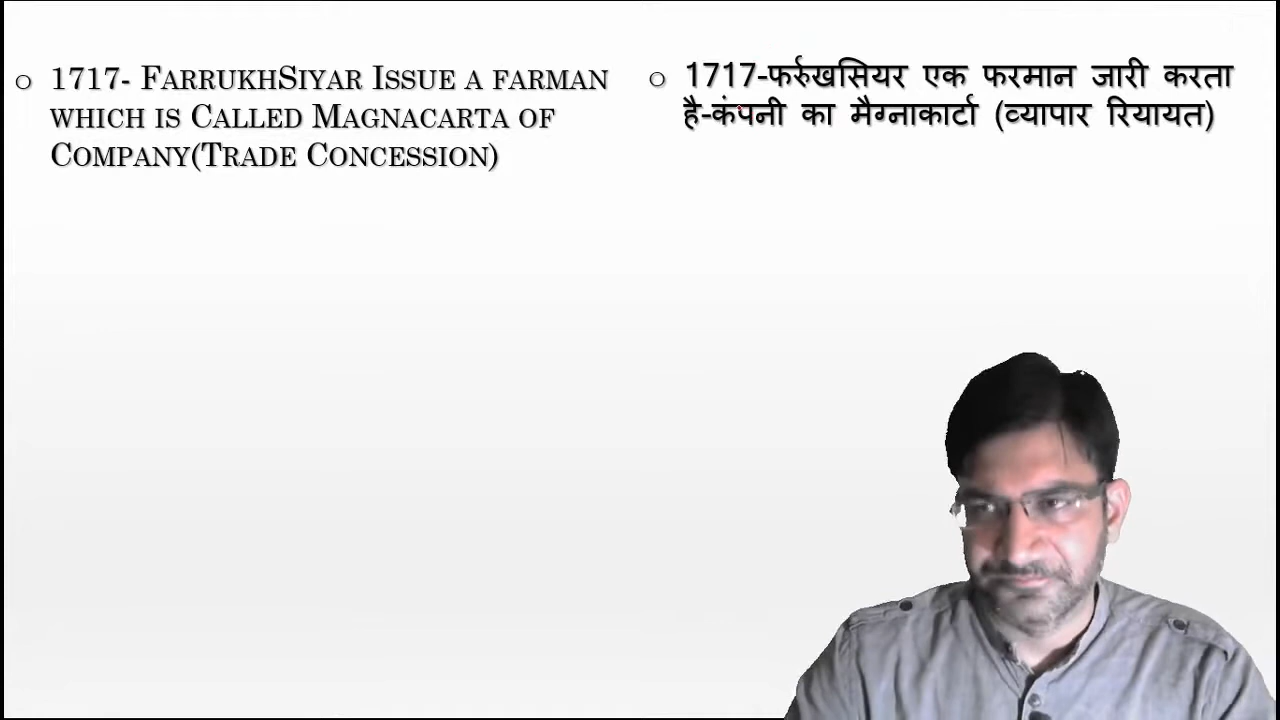 1717- FarrukhSiyar Issue a farman
which is Called Magnacarta of
Company(Trade Concession)
1717-फर्रुखसियर एक फरमान जारी करता
है-कंपनी का मैग्नाकार्टा (व्यापार रियायत)